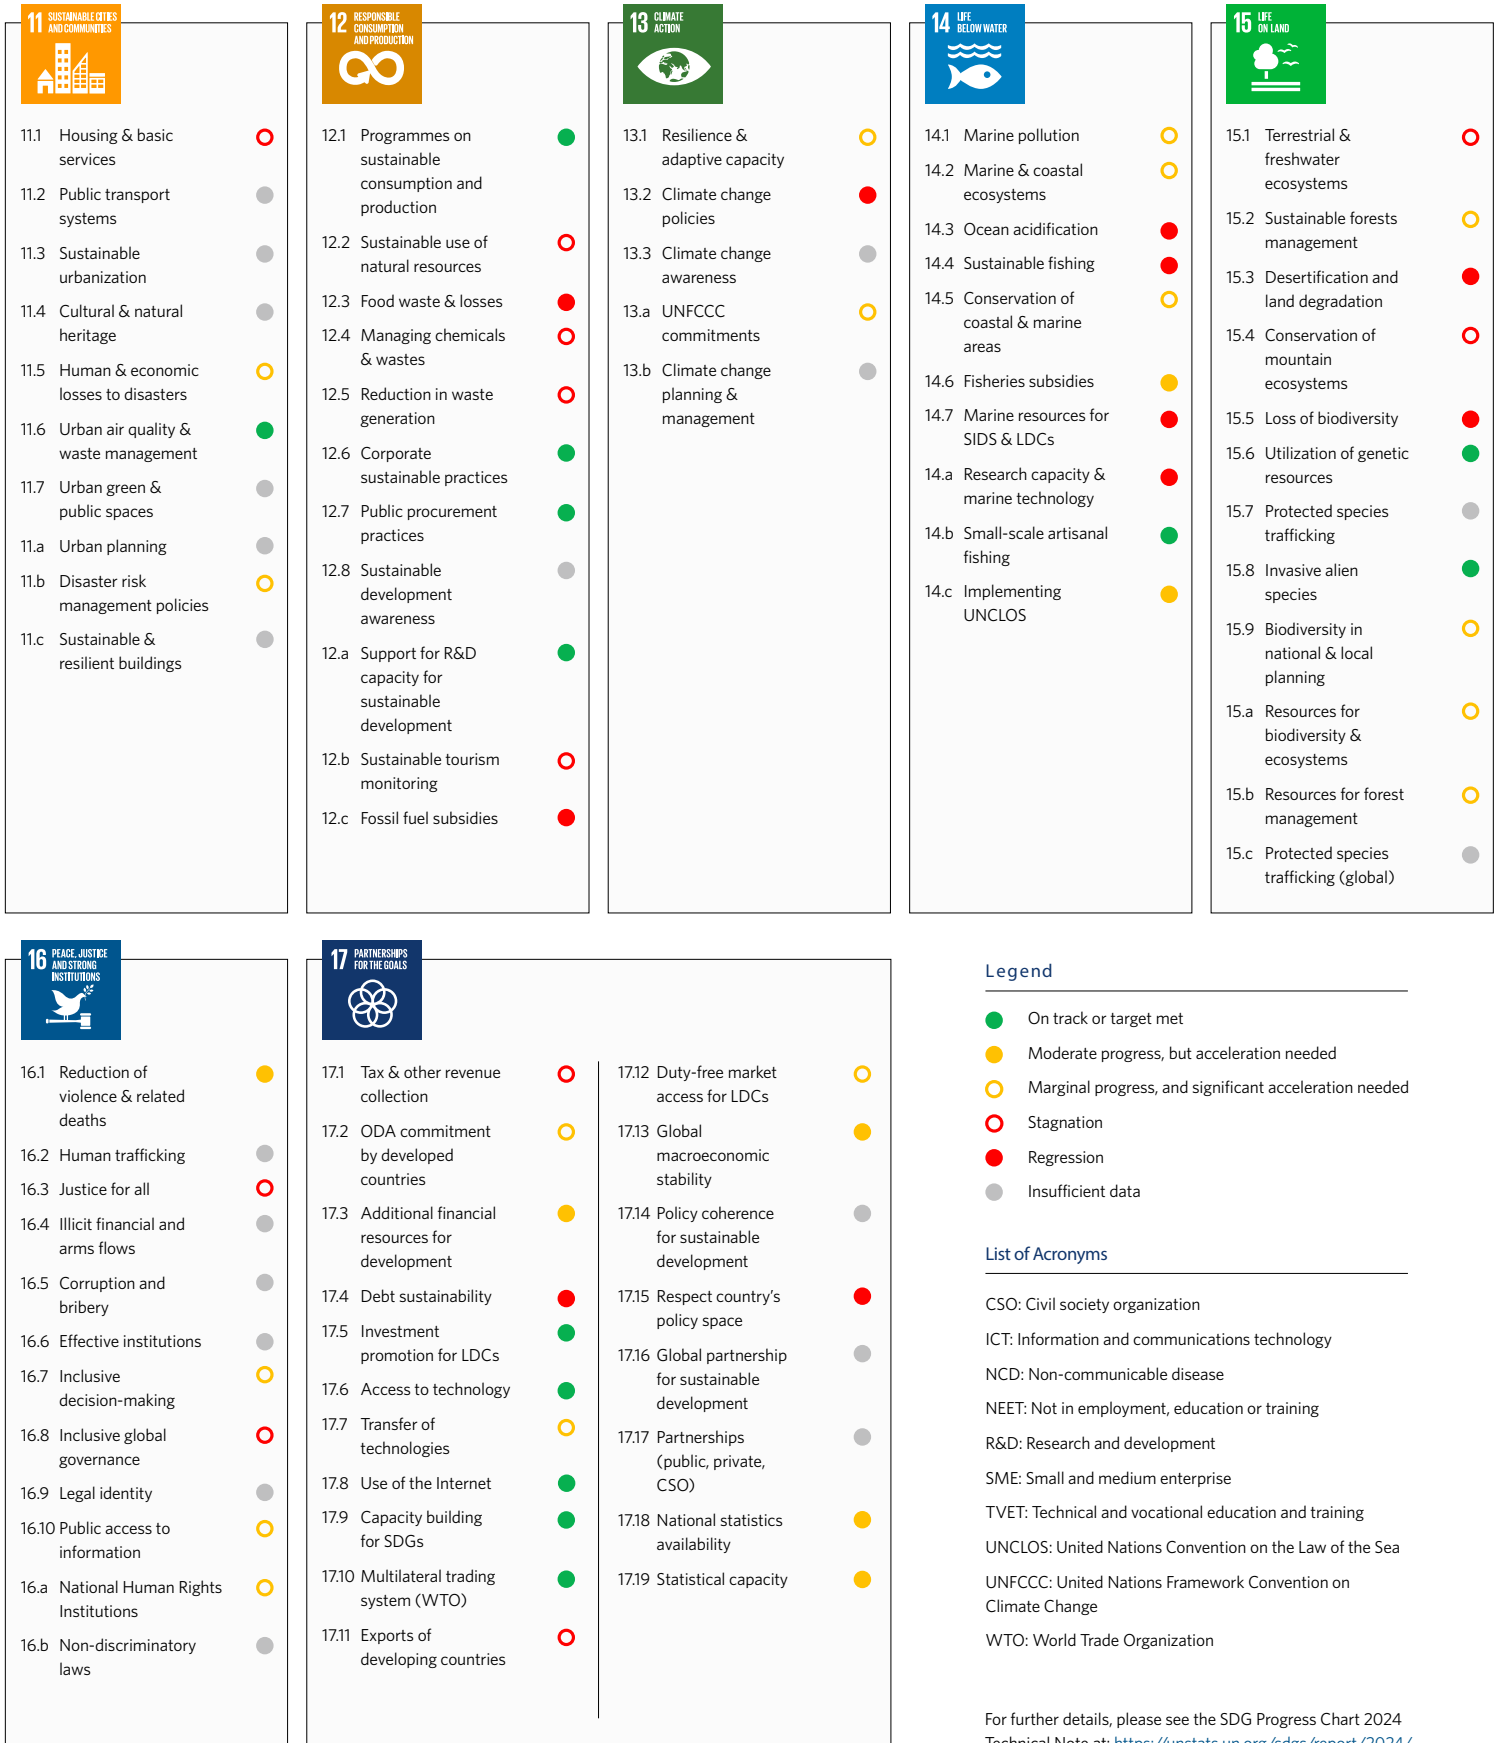 11 SUSTAINABLE CITIES
AND COMMUNITIES
11.1 Housing & basic
services
11.2 Public transport
systems
11.3 Sustainable
urbanization
11.4 Cultural & natural
heritage
11.5 Human & economic
losses to disasters
11.6 Urban air quality &
waste management
11.7 Urban green &
public spaces
11.a Urban planning
11.b Disaster risk
management policies
11.c Sustainable &
resilient buildings
12 RESPONSIBLE
CONSUMPTION
AND PRODUCTION
12.1 Programmes on
sustainable
consumption and
production
12.2 Sustainable use of
natural resources
12.3 Food waste & losses
12.4 Managing chemicals
& wastes
12.5 Reduction in waste
generation
12.6 Corporate
sustainable practices
12.7 Public procurement
practices
12.8 Sustainable
development
awareness
12.a Support for R&D
capacity for
sustainable
development
12.b Sustainable tourism
monitoring
12.c Fossil fuel subsidies
13 CLIMATE
ACTION
13.1 Resilience &
adaptive capacity
13.2 Climate change
policies
13.3 Climate change
awareness
13.a UNFCCC
commitments
13.b Climate change
planning &
management
14 LIFE
BELOW WATER
14.1 Marine pollution
14.2 Marine & coastal
ecosystems
14.3 Ocean acidification
14.4 Sustainable fishing
14.5 Conservation of
coastal & marine
areas
14.6 Fisheries subsidies
14.7 Marine resources for
SIDS & LDCs
14.a Research capacity &
marine technology
14.b Small-scale artisanal
fishing
14.c Implementing
UNCLOS
15 LIFE
ON LAND
15.1 Terrestrial &
freshwater
ecosystems
15.2 Sustainable forests
management
15.3 Desertification and
land degradation
15.4 Conservation of
mountain
ecosystems
15.5 Loss of biodiversity
15.6 Utilization of genetic
resources
15.7 Protected species
trafficking
15.8 Invasive alien
species
15.9 Biodiversity in
national & local
planning
15.a Resources for
biodiversity &
ecosystems
15.b Resources for forest
management
15.c Protected species
trafficking (global)
16 PEACE, JUSTICE
AND STRONG
INSTITUTIONS
16.1 Reduction of
violence & related
deaths
16.2 Human trafficking
16.3 Justice for all
16.4 Illicit financial and
arms flows
16.5 Corruption and
bribery
16.6 Effective institutions
16.7 Inclusive
decision-making
16.8 Inclusive global
governance
16.9 Legal identity
16.10 Public access to
information
16.a National Human Rights
Institutions
16.b Non-discriminatory
laws
17 PARTNERSHIPS
FOR THE GOALS
17.1 Tax & other revenue
collection
17.2 ODA commitment
by developed
countries
17.3 Additional financial
resources for
development
17.4 Debt sustainability
17.5 Investment
promotion for LDCs
17.6 Access to technology
17.7 Transfer of
technologies
17.8 Use of the Internet
17.9 Capacity building
for SDGs
17.10 Multilateral trading
system (WTO)
17.11 Exports of
developing countries
17.12 Duty-free market
access for LDCs
17.13 Global
macroeconomic
stability
17.14 Policy coherence
for sustainable
development
17.15 Respect country's
policy space
17.16 Global partnership
for sustainable
development
17.17 Partnerships
(public, private,
CSO)
17.18 National statistics
availability
17.19 Statistical capacity
Legend
On track or target met
Moderate progress, but acceleration needed
Marginal progress, and significant acceleration needed
Stagnation
Regression
Insufficient data
List of Acronyms
CSO: Civil society organization
ICT: Information and communications technology
NCD: Non-communicable disease
NEET: Not in employment, education or training
R&D: Research and development
SME: Small and medium enterprise
TVET: Technical and vocational education and training
UNCLOS: United Nations Convention on the Law of the Sea
UNFCCC: United Nations Framework Convention on
Climate Change
WTO: World Trade Organization
For further details, please see the SDG Progress Chart 2024
Technical Note at: https://unstats.un.org/sdgs/report/2024/